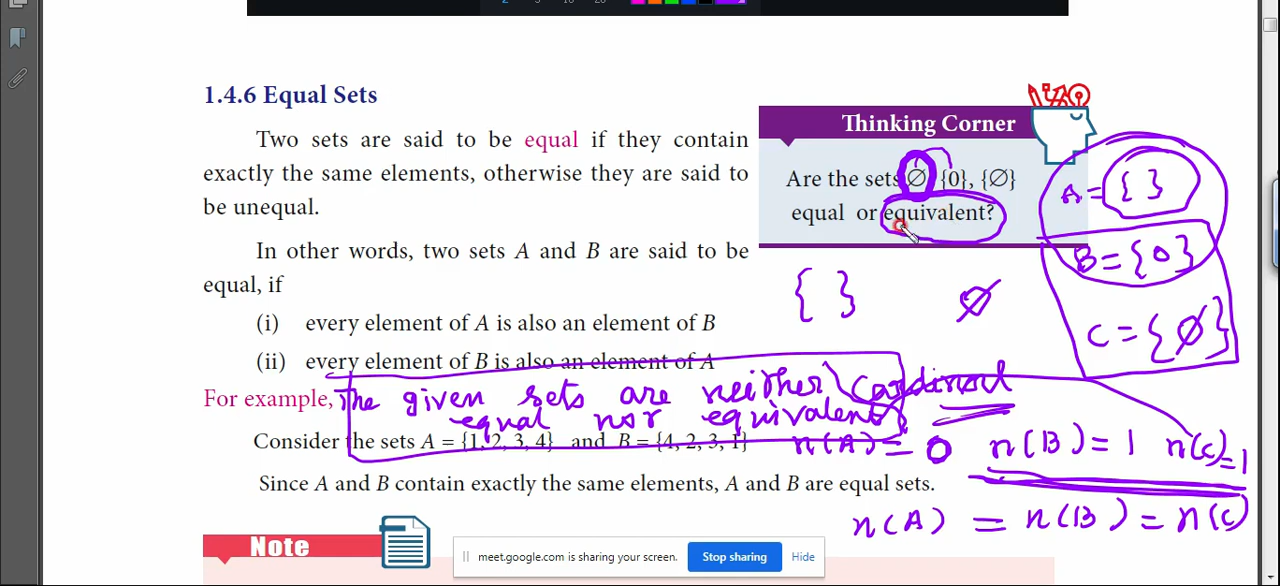 1.4.6 Equal Sets
Two sets are said to be equal if they contain
exactly the same elements, otherwise they are said to
be unequal.
In other words, two sets A and B are said to be
equal, if
(i) every element of A is also an element of B
(ii) every element of B is also an element of A
For example,
Consider the sets A = {1, 2, 3, 4} and B = {4, 2, 3, 1}
Since A and B contain exactly the same elements, A and B are equal sets.
Note
Thinking Corner
Are the sets ∅, {0}, {∅}
equal or equivalent?
A = { }
B = {0}
C = {∅}
{ } ∅
The given sets are neither
equal nor equivalent
Cardinal
n(A) = 0 n(B) = 1 n(C) = 1
n(A) = n(B) = n(C)
meet.google.com is sharing your screen. Stop sharing Hide